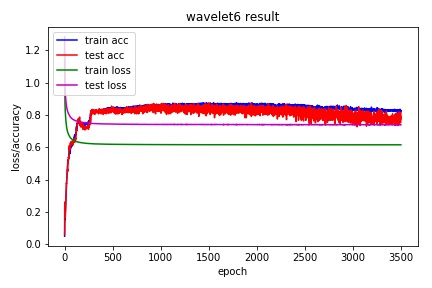 wavelet6 result
train acc
test acc
train loss
test loss
1.2
1.0
0.8
0.6
0.4
0.2
0.0
loss/accuracy
0
500
1000
1500
2000
2500
3000
3500
epoch